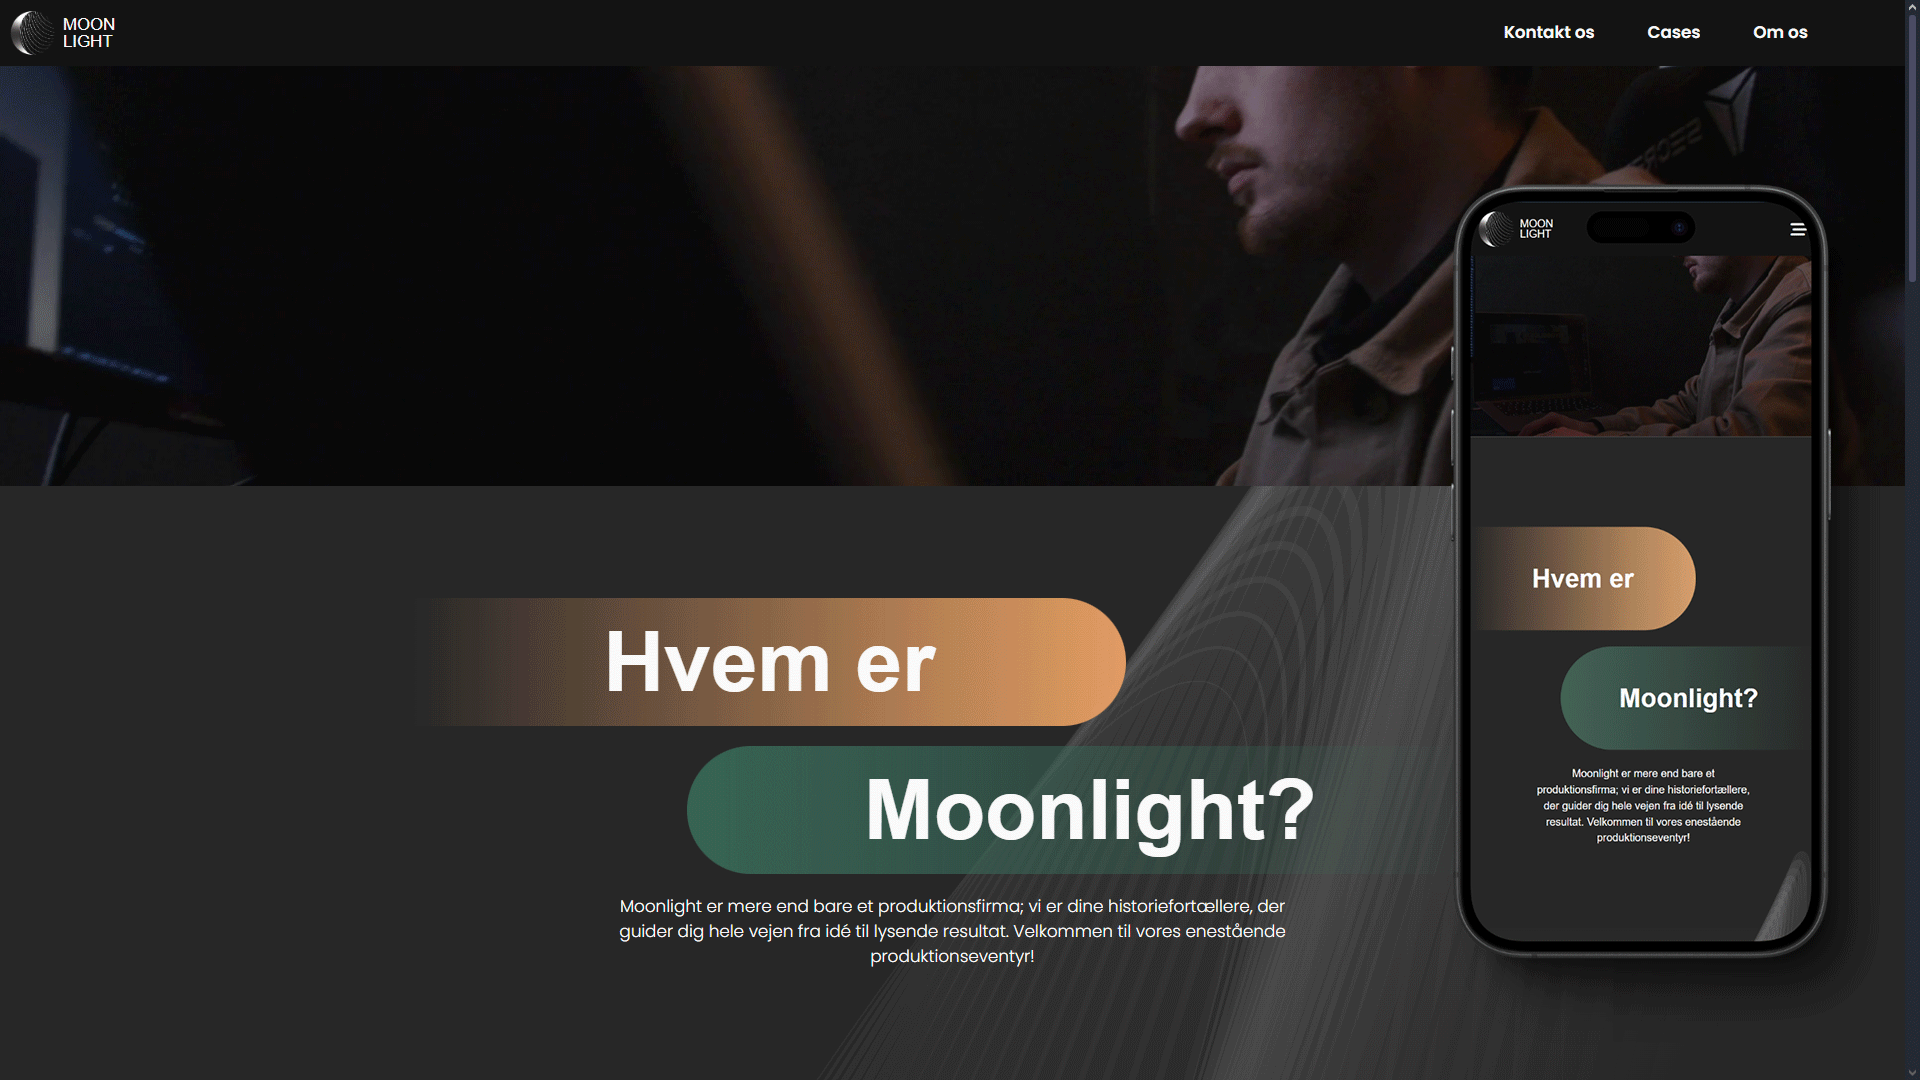 MOON
LIGHT
Kontakt os
Cases
Om os
SECRE
MOON
LIGHT
Hvem er
Moonlight?
Moonlight er mere end bare et produktionsfirma; vi er dine historiefortællere, der
guider dig hele vejen fra idé til lysende resultat. Velkommen til vores enestående
produktionseventyr!
Hvem er
Moonlight?
Moonlight er mere end bare et
produktionsfirma; vi er dine historiefortællere,
der guider dig hele vejen fra idé til lysende
resultat. Velkommen til vores enestående
produktionseventyr!